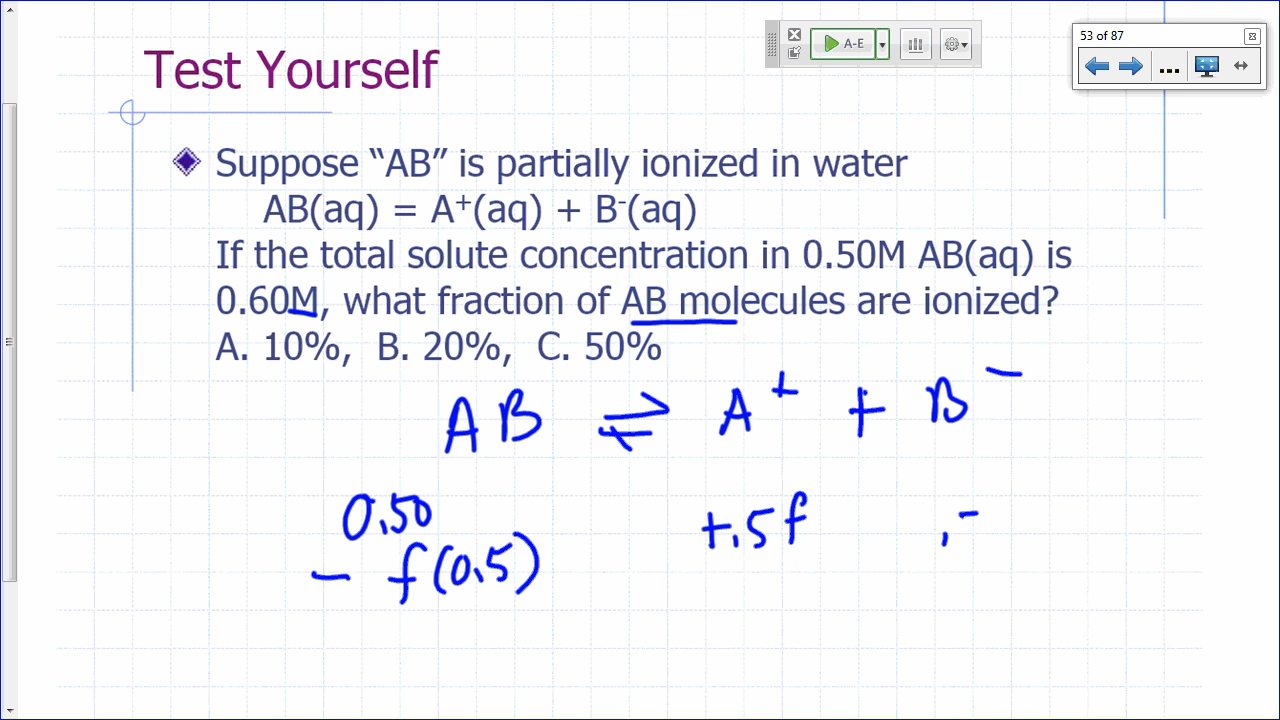 53 of 87
A-E
...
Test Yourself
Suppose “AB” is partially ionized in water
AB(aq) = A⁺(aq) + B⁻(aq)
If the total solute concentration in 0.50M AB(aq) is
0.60M, what fraction of AB molecules are ionized?
A. 10%, B. 20%, C. 50%
AB ⇌ A⁺ + B⁻
0.50 +.5f
- f(0.5)